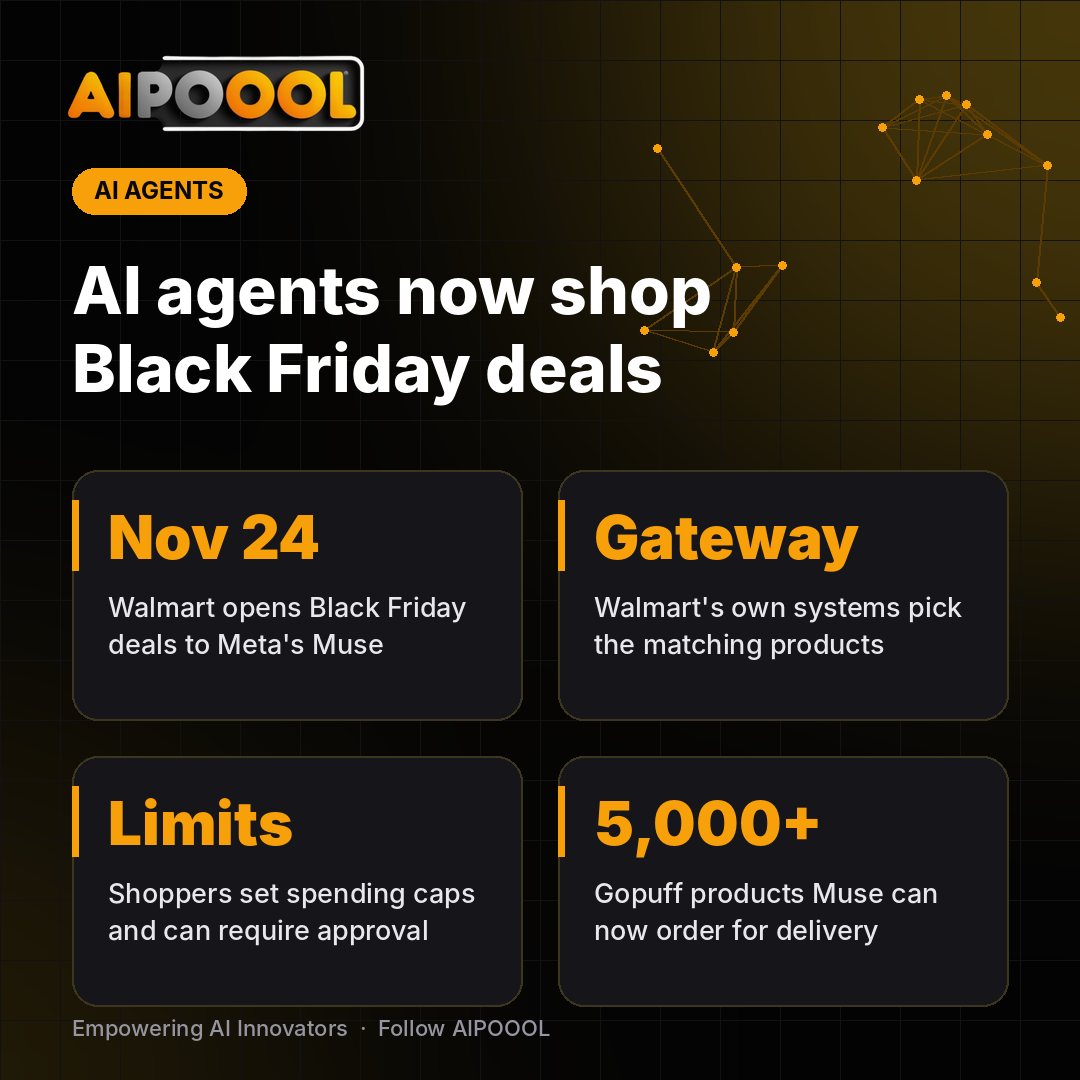 AIPOOOL
AI AGENTS
AI agents now shop
Black Friday deals
Nov 24
Walmart opens Black Friday
deals to Meta's Muse
Gateway
Walmart's own systems pick
the matching products
Limits
Shoppers set spending caps
and can require approval
5,000+
Gopuff products Muse can
now order for delivery
Empowering AI Innovators · Follow AIPOOOL